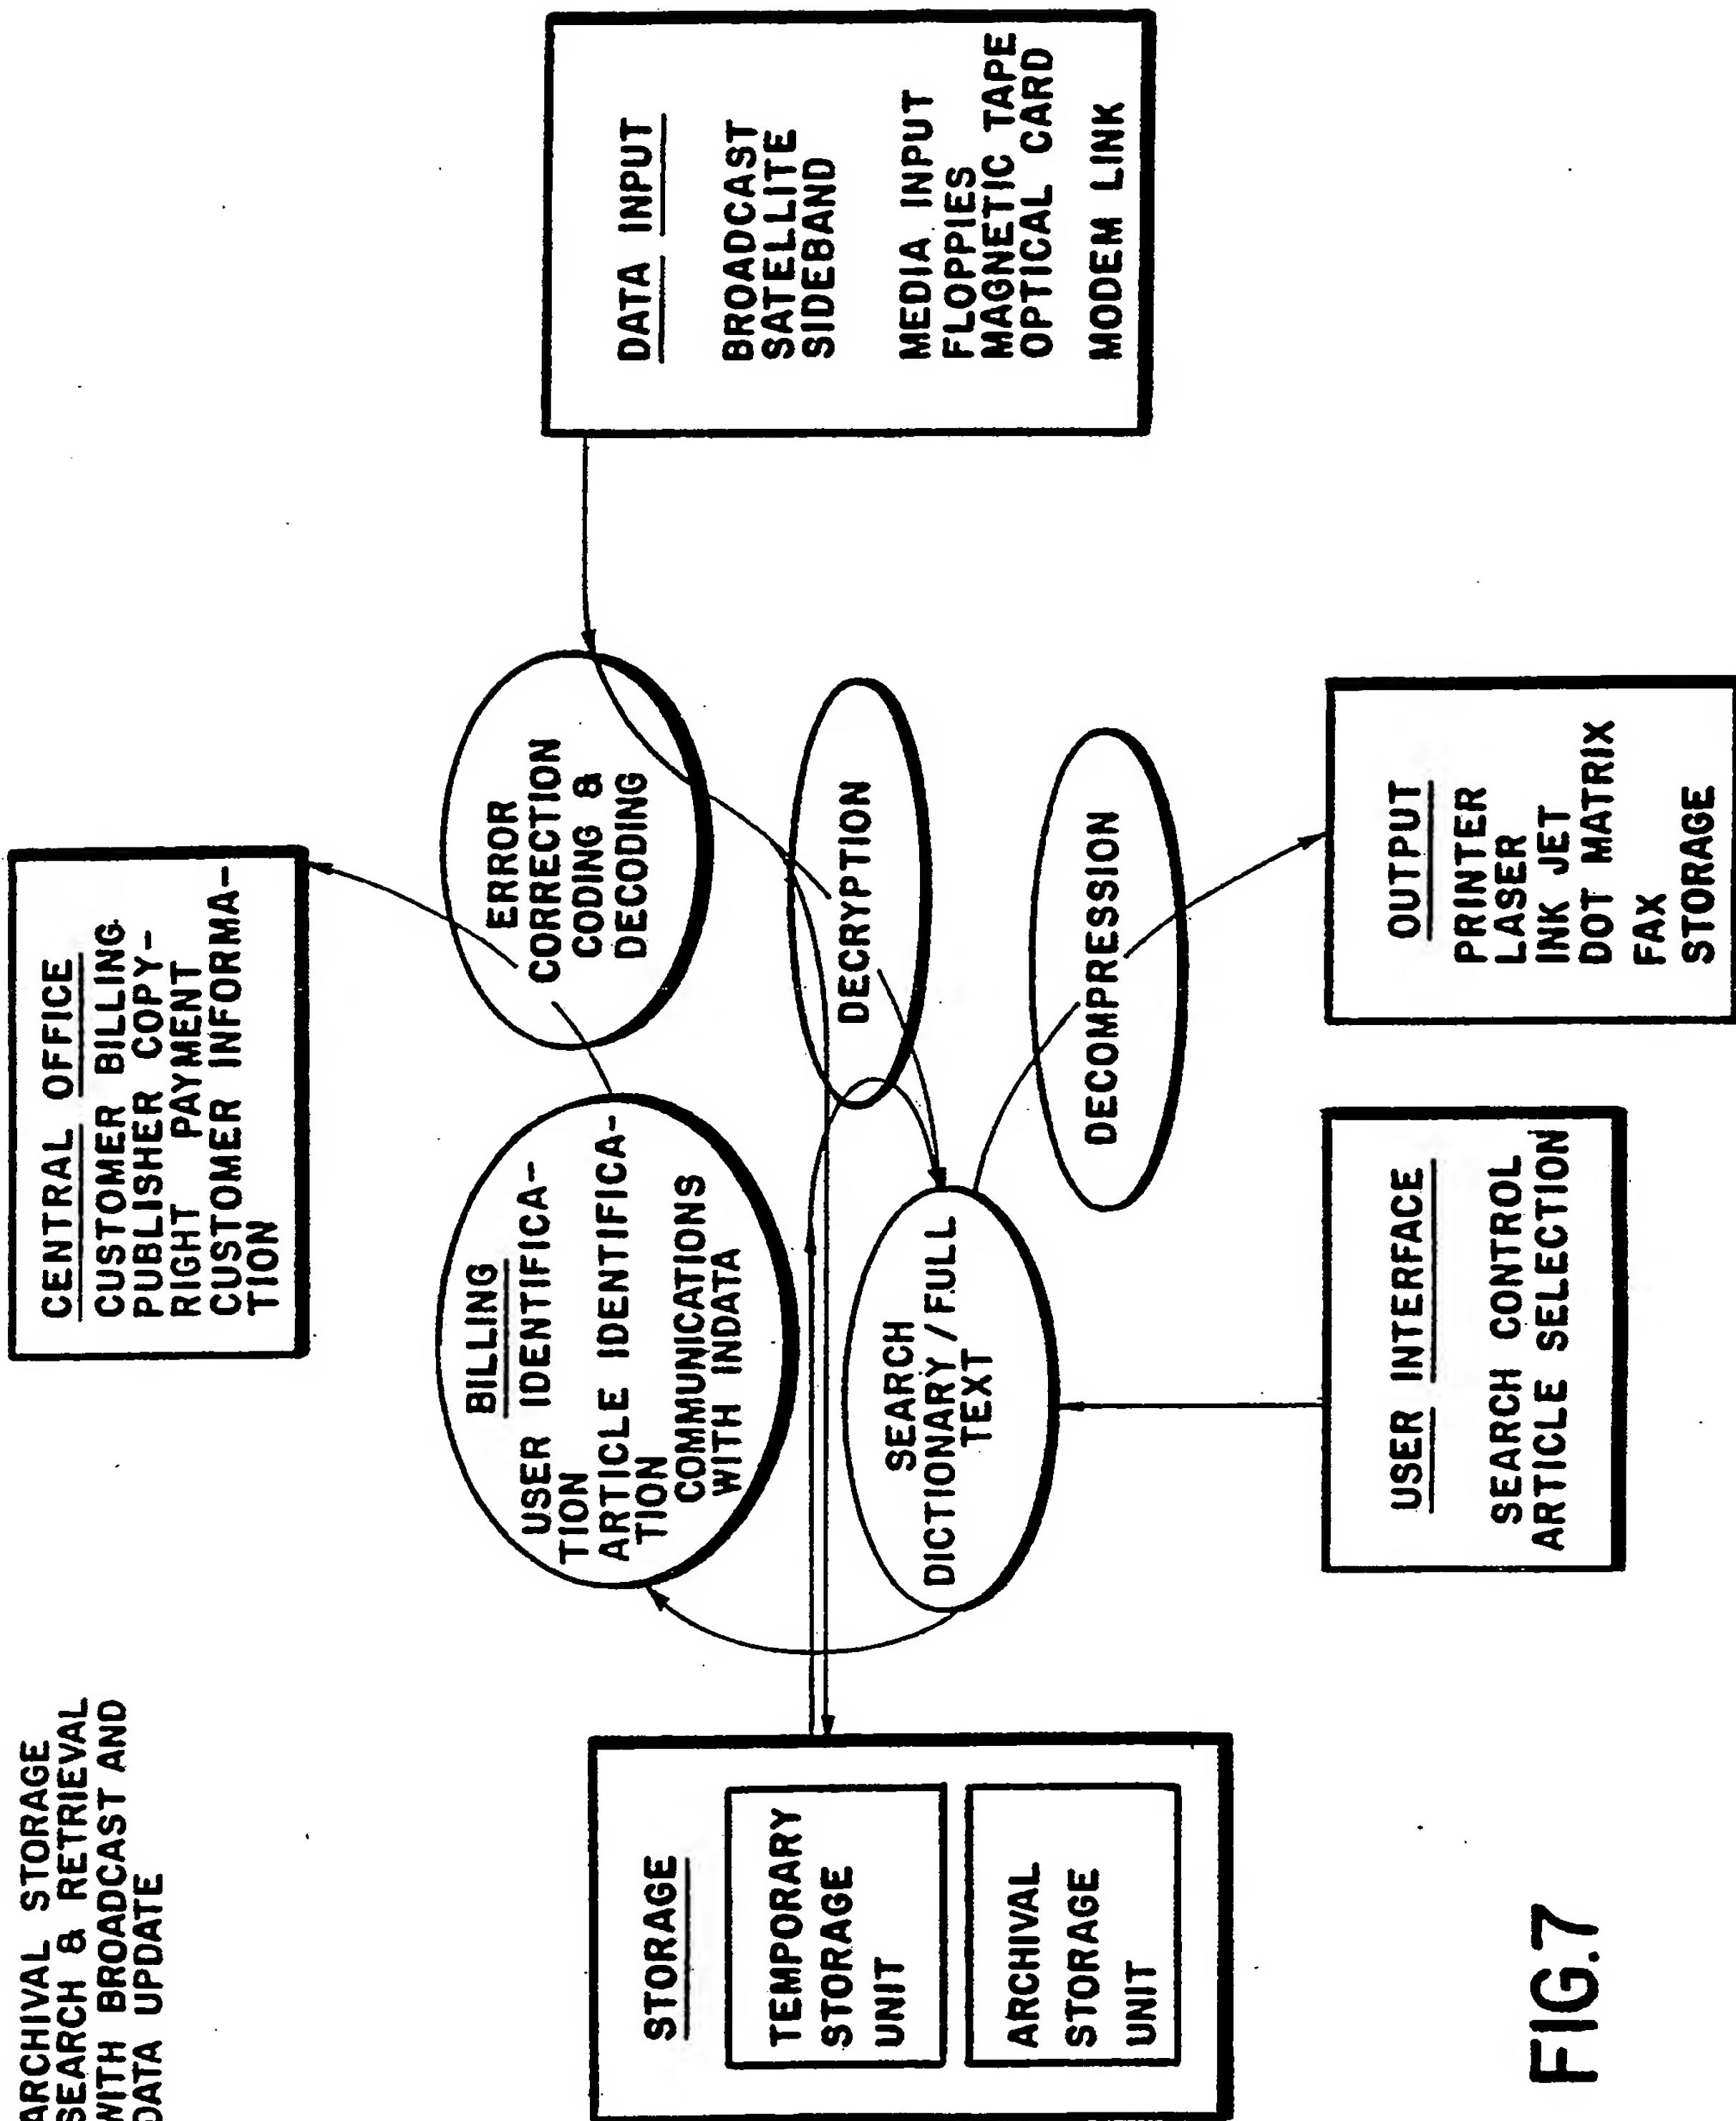 ARCHIVAL STORAGE
SEARCH & RETRIEVAL
WITH BROADCAST AND
DATA UPDATE
CENTRAL OFFICE
CUSTOMER BILLING
PUBLISHER COPY-
RIGHT PAYMENT
CUSTOMER INFORMA-
TION
BILLING
USER IDENTIFICA-
TION
ARTICLE IDENTIFICA-
TION
COMMUNICATIONS
WITH INDATA
ERROR
CORRECTION
CODING &
DECODING
DATA INPUT
BROADCAST
SATELLITE
SIDEBAND
MEDIA INPUT
FLOPPIES
MAGNETIC TAPE
OPTICAL CARD
MODEM LINK
STORAGE
TEMPORARY
STORAGE
UNIT
ARCHIVAL
STORAGE
UNIT
SEARCH
DICTIONARY/FULL
TEXT
DECRYPTION
DECOMPRESSION
USER INTERFACE
SEARCH CONTROL
ARTICLE SELECTION
OUTPUT
PRINTER
LASER
INK JET
DOT MATRIX
FAX
STORAGE
FIG.7